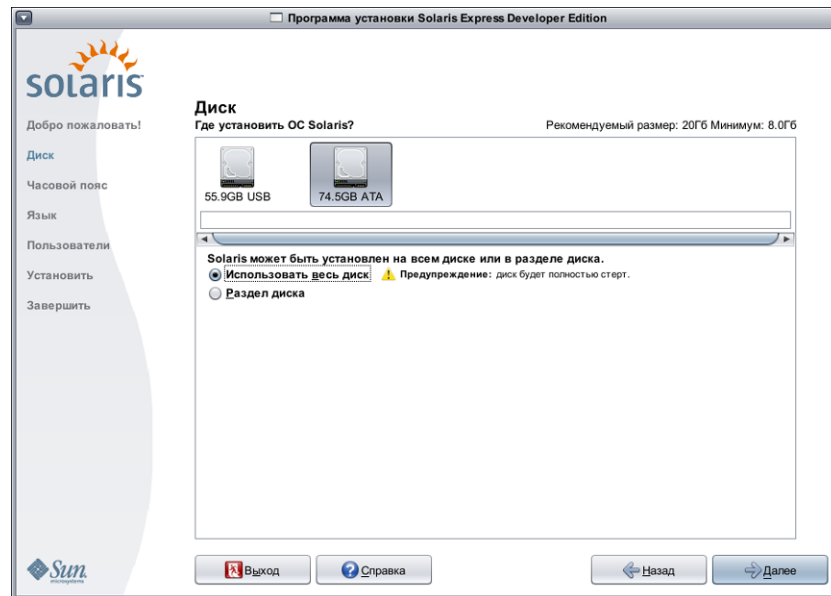 Программа установки Solaris Express Developer Edition
solaris
Диск
Где установить ОС Solaris?
Рекомендуемый размер: 20Гб Минимум: 8.0Гб
Добро пожаловать!
Диск
Часовой пояс
Язык
Пользователи
Установить
Завершить
55.9GB USB
74.5GB ATA
Solaris может быть установлен на всем диске или в разделе диска.
Использовать весь диск Предупреждение: диск будет полностью стерт.
Раздел диска
Sun
microsystems
Выход
Справка
Назад
Далее